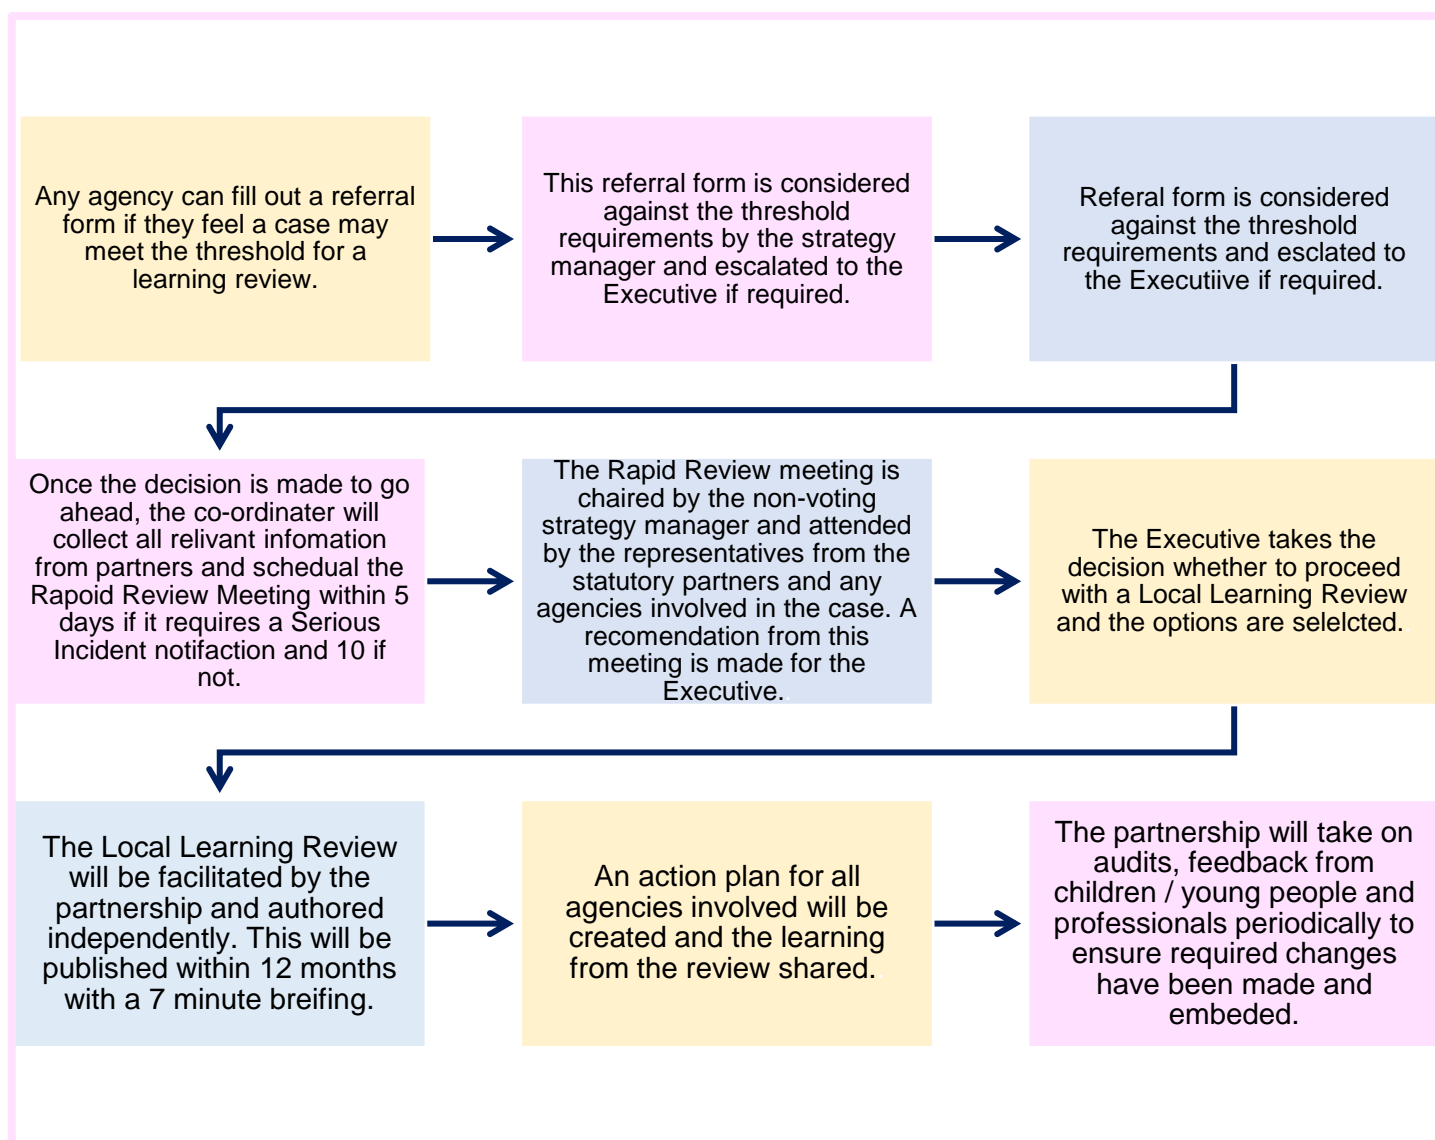 Any agency can fill out a referral
form if they feel a case may
meet the threshold for a
learning review.
This referral form is considered
against the threshold
requirements by the strategy
manager and escalated to the
Executive if required.
Referal form is considered
against the threshold
requirements and esclated to
the Executiive if required.
Once the decision is made to go
ahead, the co-ordinater will
collect all relivant infomation
from partners and schedual the
Rapoid Review Meeting within 5
days if it requires a Serious
Incident notifaction and 10 if
not.
The Rapid Review meeting is
chaired by the non-voting
strategy manager and attended
by the representatives from the
statutory partners and any
agencies involved in the case. A
recomendation from this
meeting is made for the
Executive.
The Executive takes the
decision whether to proceed
with a Local Learning Review
and the options are selelcted.
The Local Learning Review
will be facilitated by the
partnership and authored
independently. This will be
published within 12 months
with a 7 minute breifing.
An action plan for all
agencies involved will be
created and the learning
from the review shared.
The partnership will take on
audits, feedback from
children / young people and
professionals periodically to
ensure required changes
have been made and
embeded.